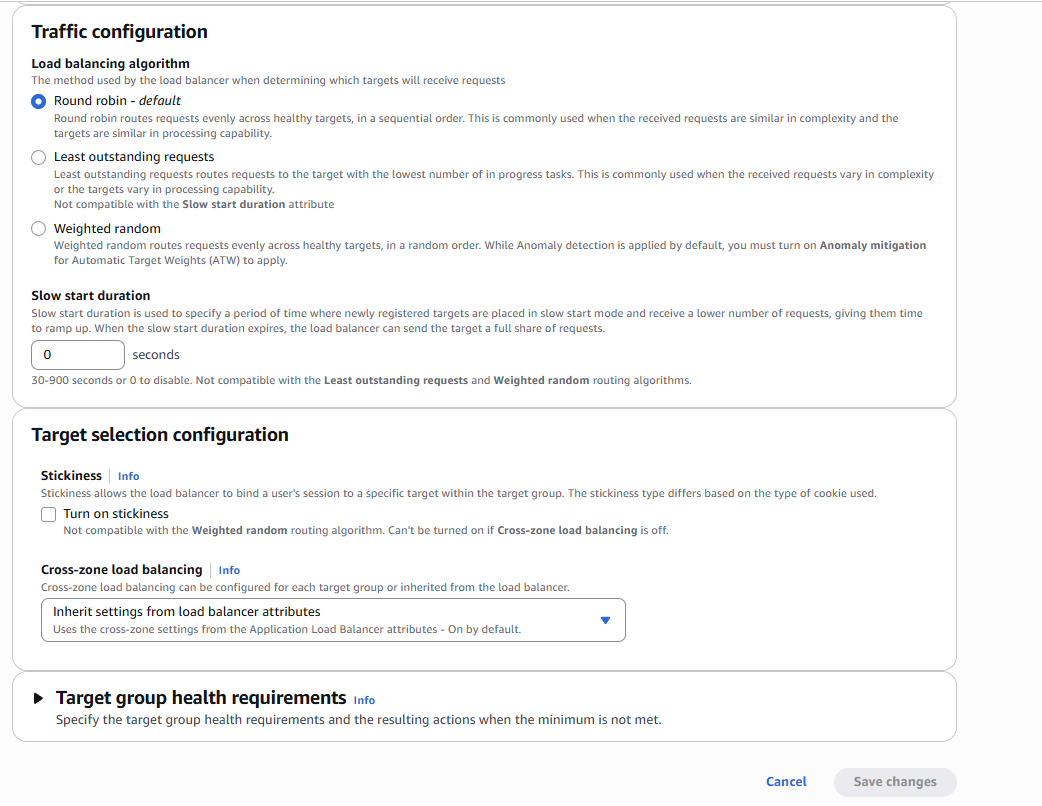 Traffic configuration
Load balancing algorithm
The method used by the load balancer when determining which targets will receive requests
Round robin - default
Round robin routes requests evenly across healthy targets, in a sequential order. This is commonly used when the received requests are similar in complexity and the
targets are similar in processing capability.
Least outstanding requests
Least outstanding requests routes requests to the target with the lowest number of in progress tasks. This is commonly used when the received requests vary in complexity
or the targets vary in processing capability.
Not compatible with the Slow start duration attribute
Weighted random
Weighted random routes requests evenly across healthy targets, in a random order. While Anomaly detection is applied by default, you must turn on Anomaly mitigation
for Automatic Target Weights (ATW) to apply.
Slow start duration
Slow start duration is used to specify a period of time where newly registered targets are placed in slow start mode and receive a lower number of requests, giving them time
to ramp up. When the slow start duration expires, the load balancer can send the target a full share of requests.
0 seconds
30-900 seconds or 0 to disable. Not compatible with the Least outstanding requests and Weighted random routing algorithms.
Target selection configuration
Stickiness Info
Stickiness allows the load balancer to bind a user's session to a specific target within the target group. The stickiness type differs based on the type of cookie used.
Turn on stickiness
Not compatible with the Weighted random routing algorithm. Can't be turned on if Cross-zone load balancing is off.
Cross-zone load balancing Info
Cross-zone load balancing can be configured for each target group or inherited from the load balancer.
Inherit settings from load balancer attributes
Uses the cross-zone settings from the Application Load Balancer attributes - On by default.
Target group health requirements Info
Specify the target group health requirements and the resulting actions when the minimum is not met.
Cancel Save changes